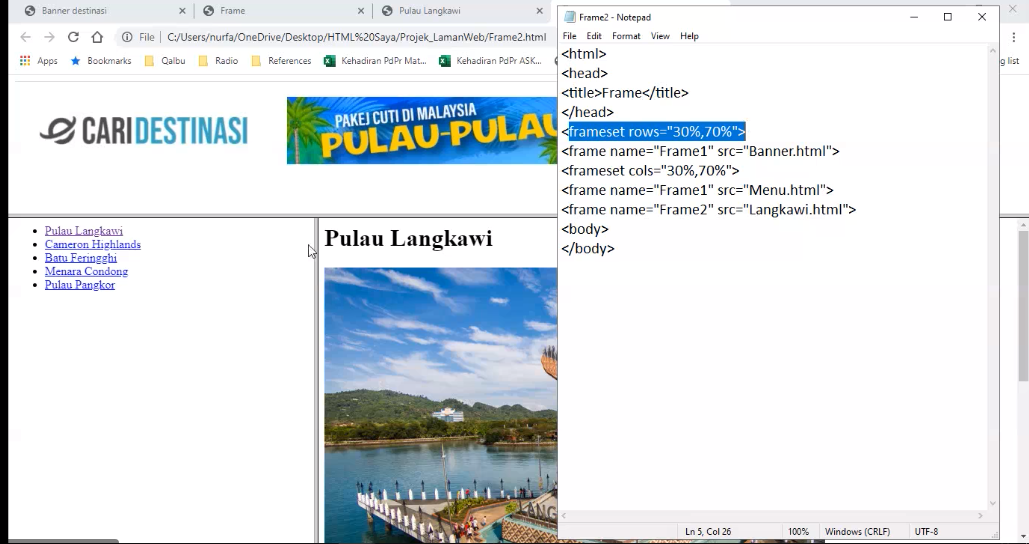 Banner destinasi
Frame
Pulau Langkawi
File
C:/Users/nurfa/OneDrive/Desktop/HTML%20Saya/Projek_LamanWeb/Frame2.html
Apps
Bookmarks
Qalbu
Radio
References
Kehadiran PdPr Mat...
Kehadiran PdPr ASK...
CARIDESTINASI
PAKEJ CUTI DI MALAYSIA
PULAU-PULAU
Pulau Langkawi
Cameron Highlands
Batu Feringghi
Menara Condong
Pulau Pangkor
Pulau Langkawi
LANG
Frame2 - Notepad
File Edit Format View Help
<html>
<head>
<title>Frame</title>
</head>
<frameset rows="30%,70%">
<frame name="Frame1" src="Banner.html">
<frameset cols="30%,70%">
<frame name="Frame1" src="Menu.html">
<frame name="Frame2" src="Langkawi.html">
<body>
</body>
Ln 5, Col 26
100%
Windows (CRLF)
UTF-8
g list